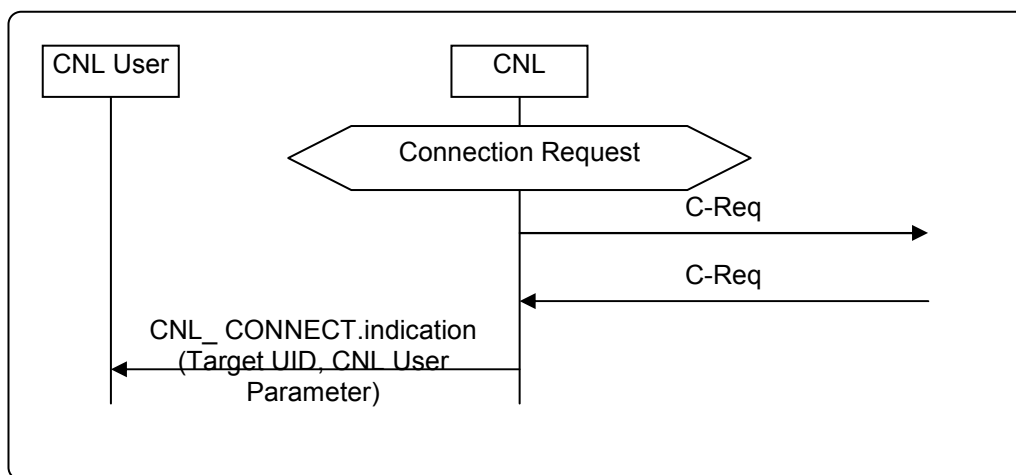 CNL User
CNL
Connection Request
C-Req
C-Req
CNL_ CONNECT.indication
(Target UID, CNL User
Parameter)